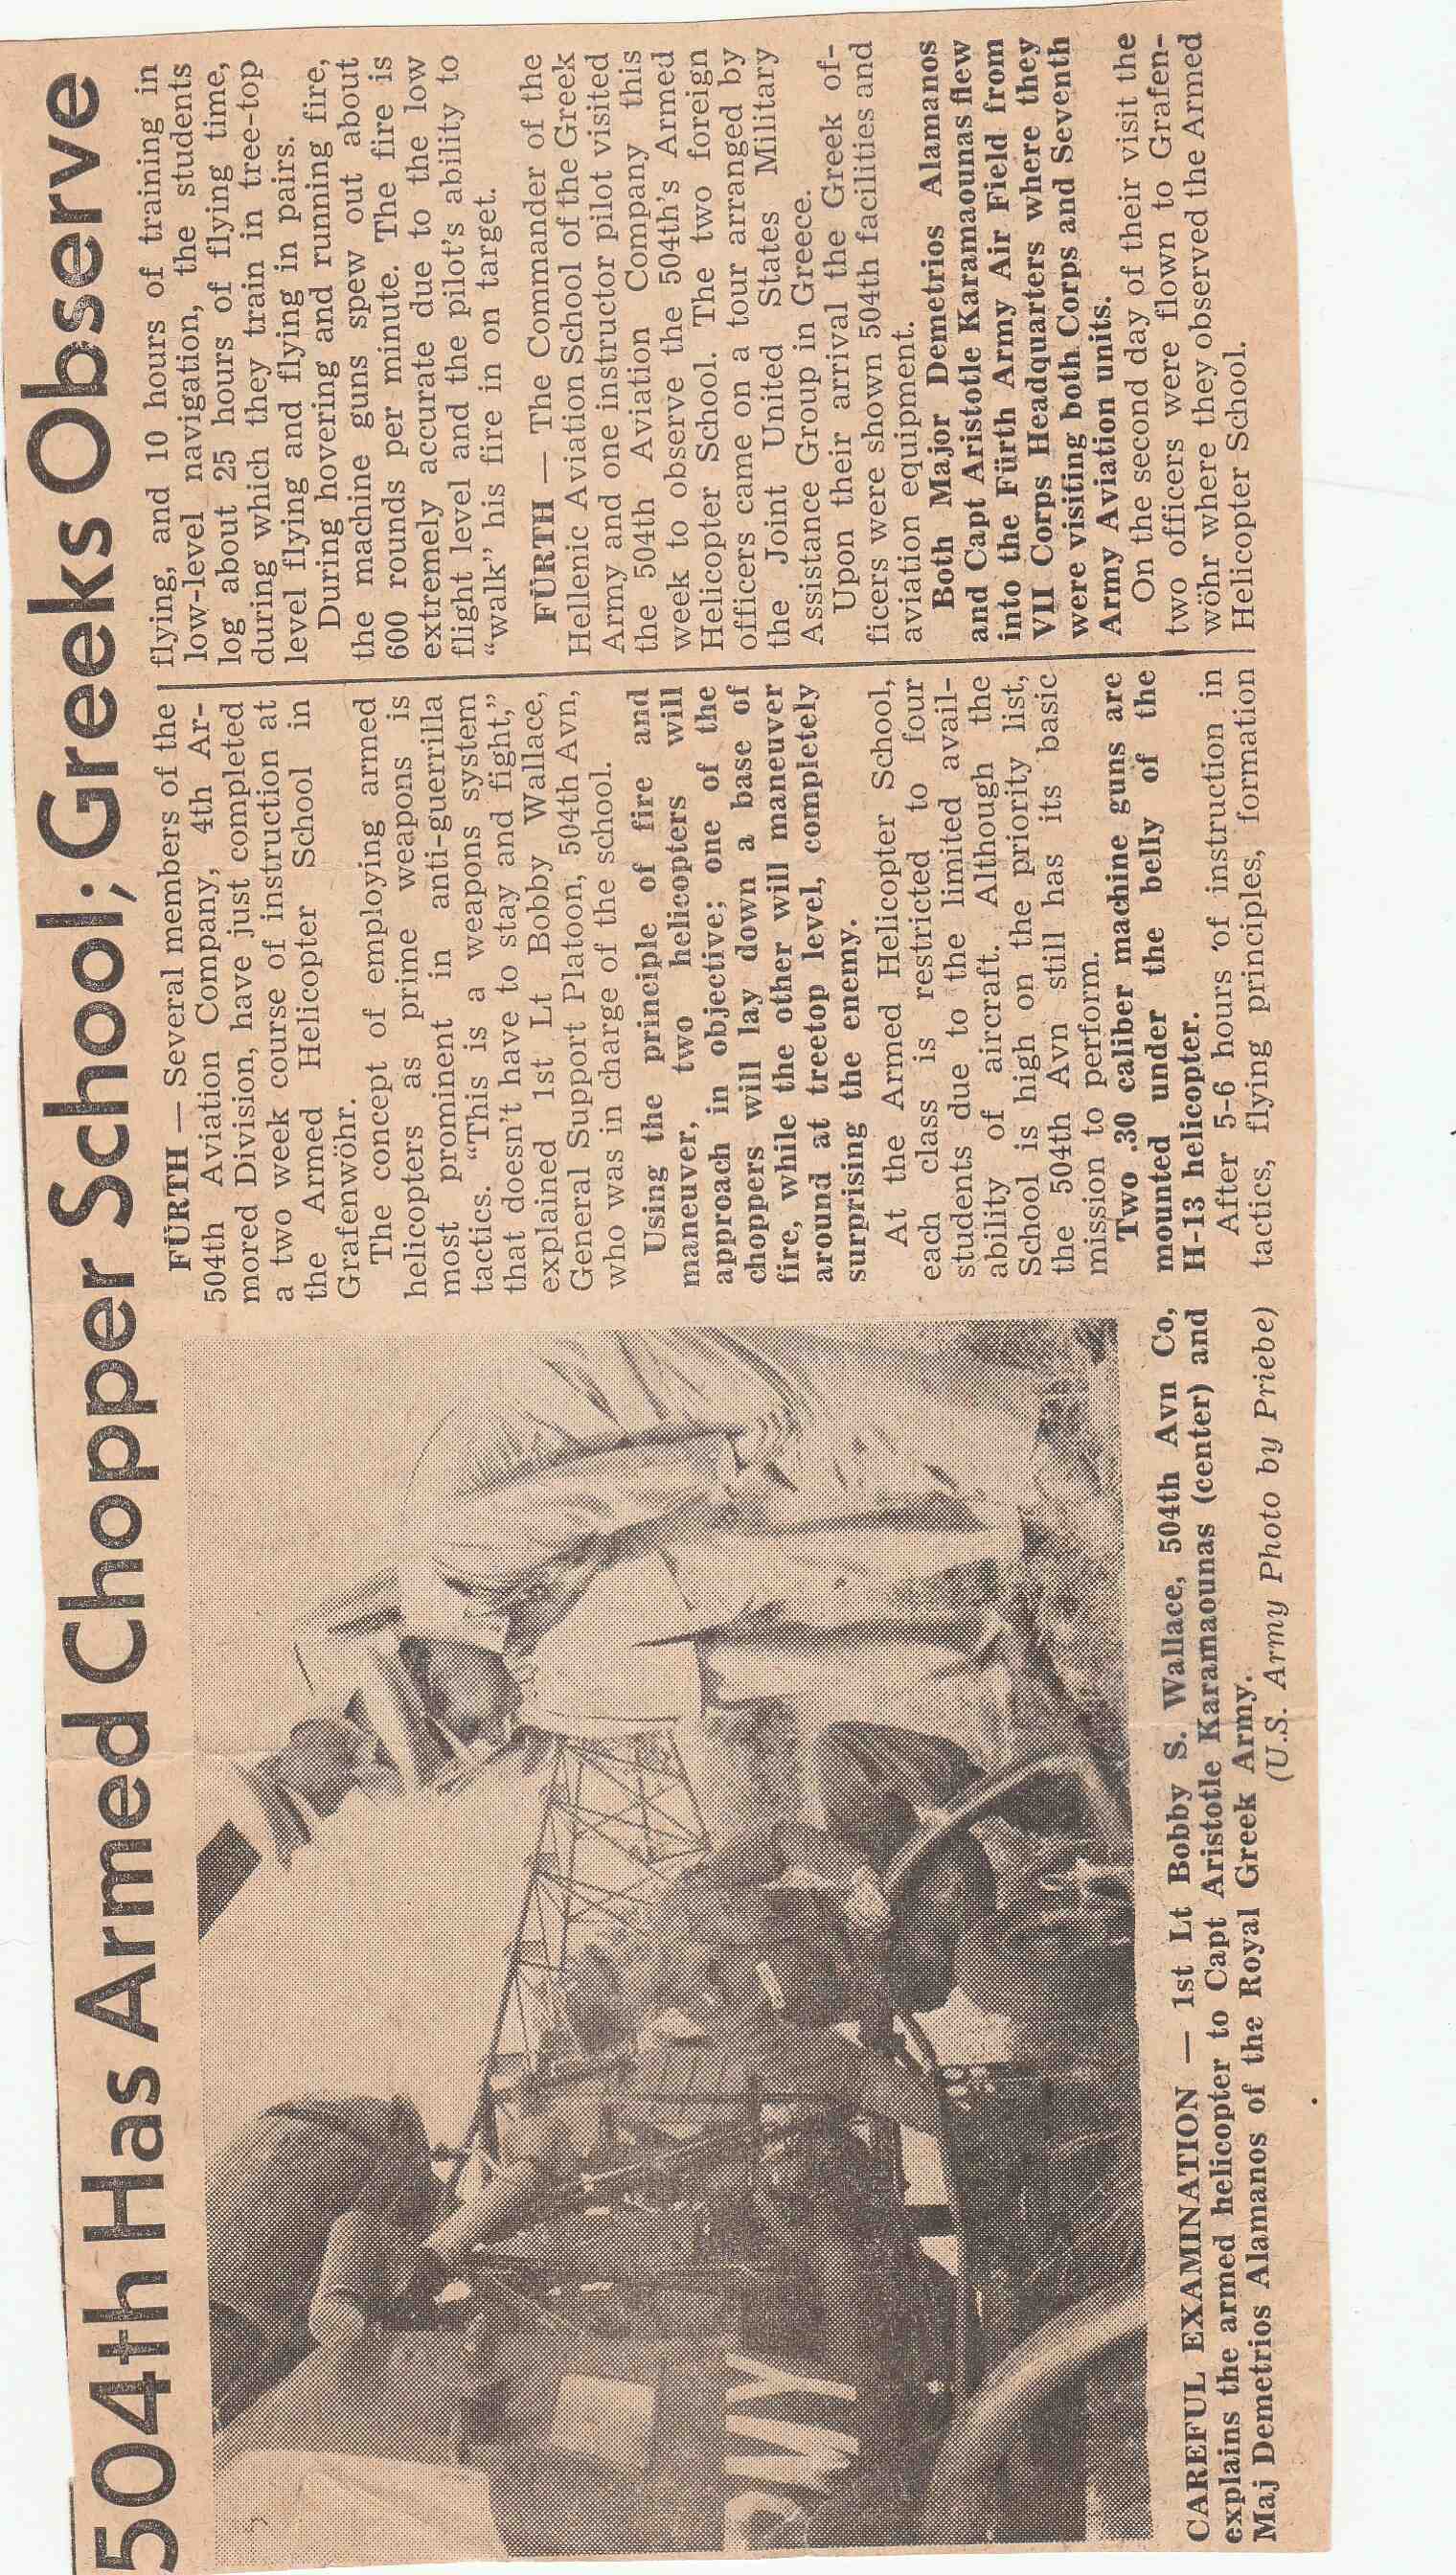 504th Has Armed Chopper School; Greeks Observe
RMY
CAREFUL EXAMINATION — 1st Lt Bobby S. Wallace, 504th Avn Co,
explains the armed helicopter to Capt Aristotle Karamaounas (center) and
Maj Demetrios Alamanos of the Royal Greek Army.
(U.S. Army Photo by Priebe)
FÜRTH — Several members of the
504th Aviation Company, 4th Ar-
mored Division, have just completed
a two week course of instruction at
the Armed Helicopter School in
Grafenwöhr.
The concept of employing armed
helicopters as prime weapons is
most prominent in anti-guerrilla
tactics. “This is a weapons system
that doesn't have to stay and fight,”
explained 1st Lt Bobby Wallace,
General Support Platoon, 504th Avn,
who was in charge of the school.
Using the principle of fire and
maneuver, two helicopters will
approach in objective; one of the
choppers will lay down a base of
fire, while the other will maneuver
around at treetop level, completely
surprising the enemy.
At the Armed Helicopter School,
each class is restricted to four
students due to the limited avail-
ability of aircraft. Although the
School is high on the priority list,
the 504th Avn still has its basic
mission to perform.
Two .30 caliber machine guns are
mounted under the belly of the
H-13 helicopter.
After 5-6 hours of instruction in
tactics, flying principles, formation
flying, and 10 hours of training in
low-level navigation, the students
log about 25 hours of flying time,
during which they train in tree-top
level flying and flying in pairs.
During hovering and running fire,
the machine guns spew out about
600 rounds per minute. The fire is
extremely accurate due to the low
flight level and the pilot's ability to
“walk” his fire in on target.
FÜRTH — The Commander of the
Hellenic Aviation School of the Greek
Army and one instructor pilot visited
the 504th Aviation Company this
week to observe the 504th's Armed
Helicopter School. The two foreign
officers came on a tour arranged by
the Joint United States Military
Assistance Group in Greece.
Upon their arrival the Greek of-
ficers were shown 504th facilities and
aviation equipment.
Both Major Demetrios Alamanos
and Capt Aristotle Karamaounas flew
into the Fürth Army Air Field from
VII Corps Headquarters where they
were visiting both Corps and Seventh
Army Aviation units.
On the second day of their visit the
two officers were flown to Grafen-
wöhr where they observed the Armed
Helicopter School.